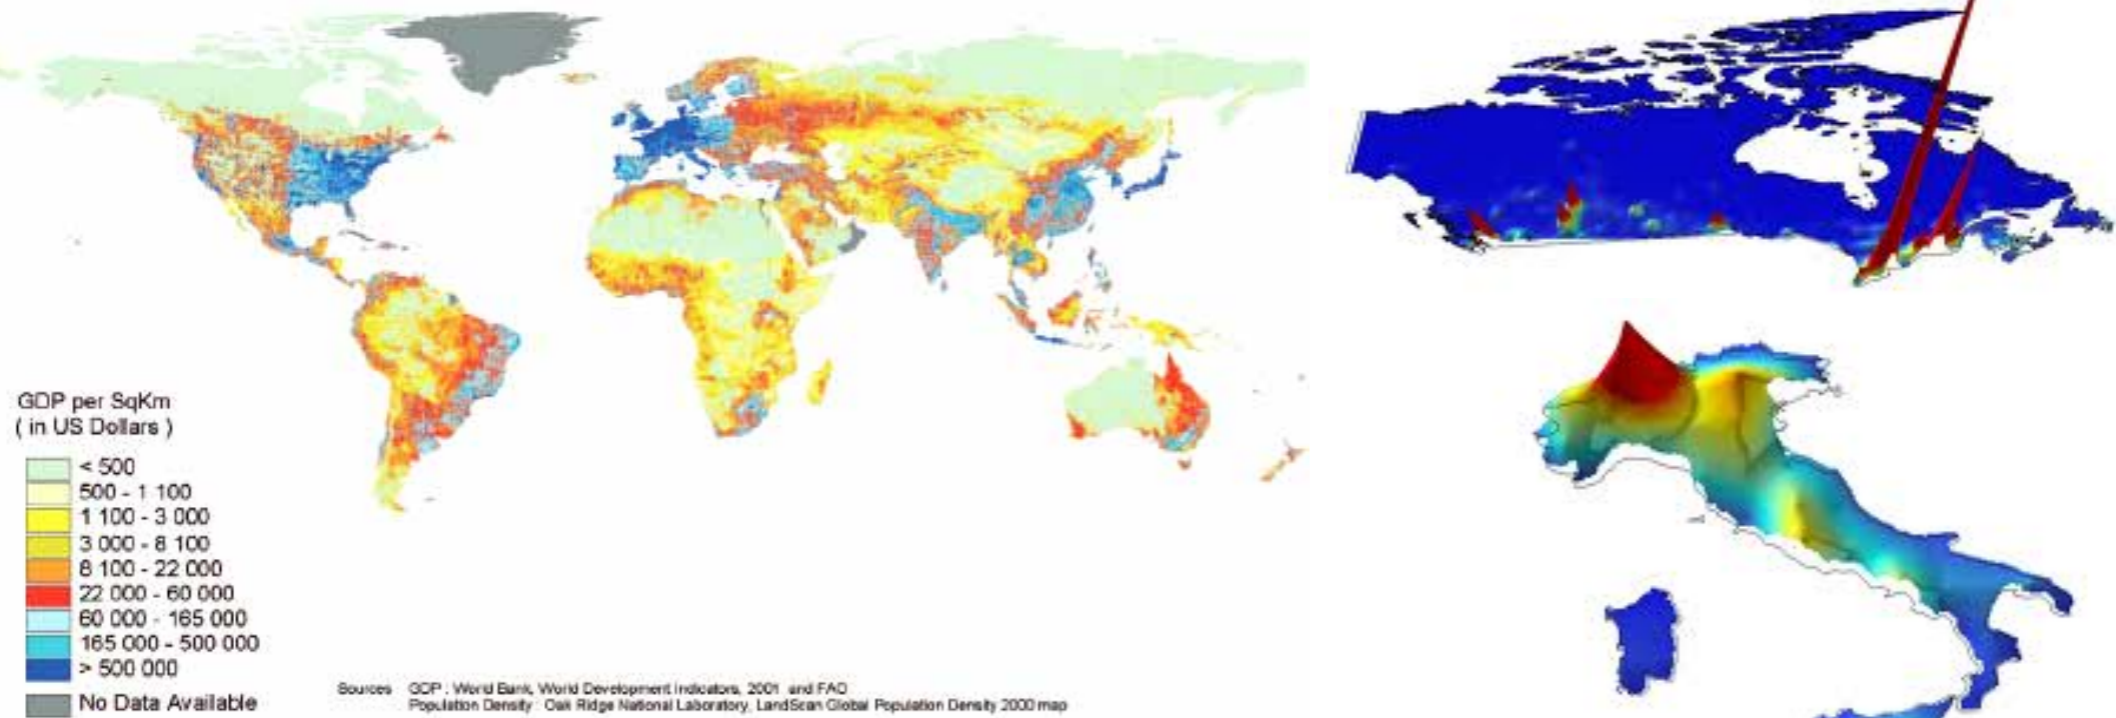 GDP per SqKm
( in US Dollars )
< 500
500 - 1 100
1 100 - 3 000
3 000 - 8 100
8 100 - 22 000
22 000 - 60 000
60 000 - 165 000
165 000 - 500 000
> 500 000
No Data Available
Sources GDP : World Bank, World Development Indicators, 2001 and FAO
Population Density : Oak Ridge National Laboratory, LandScan Global Population Density 2000 map